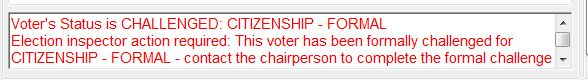 Voter's Status is CHALLENGED: CITIZENSHIP - FORMAL
Election inspector action required: This voter has been formally challenged for
CITIZENSHIP - FORMAL - contact the chairperson to complete the formal challenge